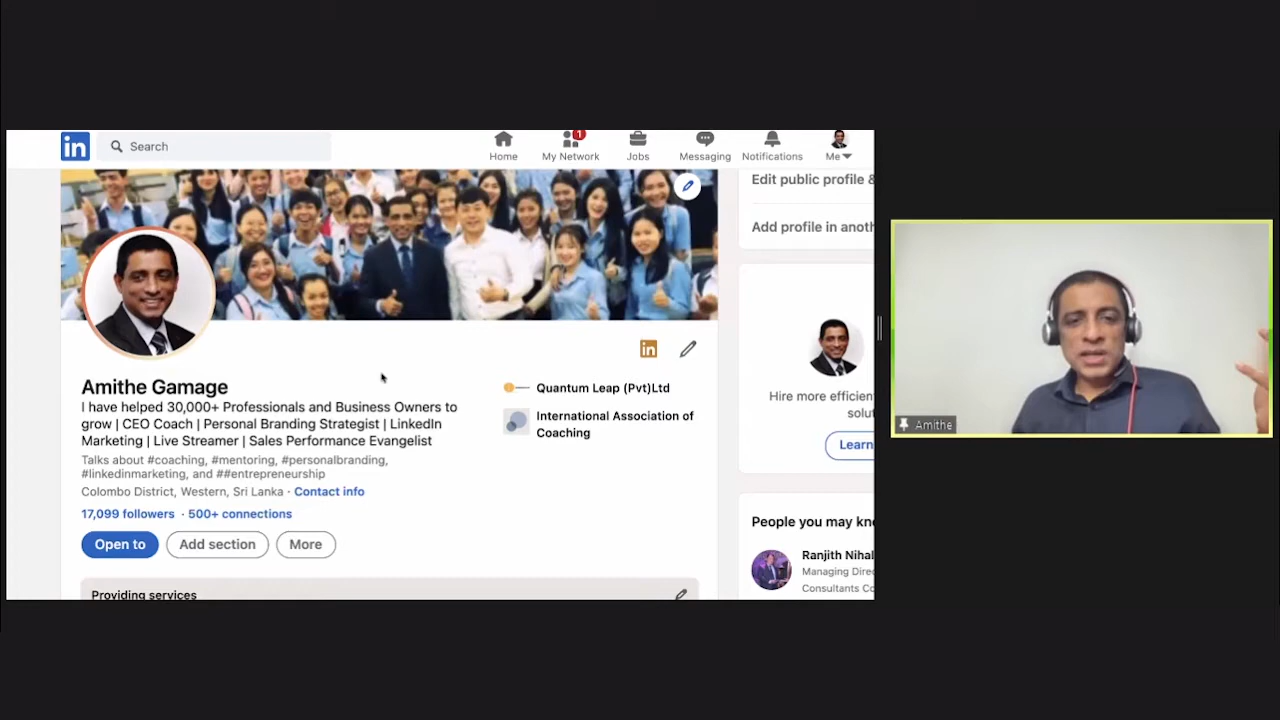 in
Search
1
Home
My Network
Jobs
Messaging
Notifications
Me
Edit public profile &
Add profile in anoth
in
Amithe Gamage
I have helped 30,000+ Professionals and Business Owners to
grow | CEO Coach | Personal Branding Strategist | LinkedIn
Marketing | Live Streamer | Sales Performance Evangelist
Talks about #coaching, #mentoring, #personalbranding,
#linkedinmarketing, and ##entrepreneurship
Colombo District, Western, Sri Lanka · Contact info
17,099 followers · 500+ connections
Open to
Add section
More
Providing services
Quantum Leap (Pvt)Ltd
International Association of
Coaching
Hire more efficien
solut
Learn
People you may kno
Ranjith Nihal
Managing Direc
Consultants Co
Amithe